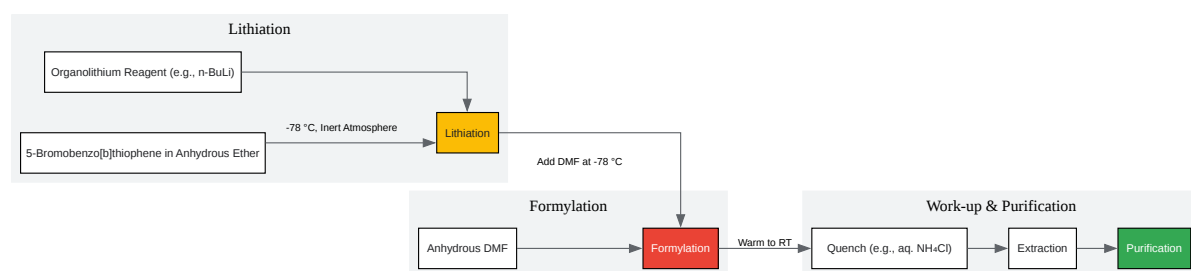 Lithiation
Organolithium Reagent (e.g., n-BuLi)
-78 °C, Inert Atmosphere
5-Bromobenzo[b]thiophene in Anhydrous Ether
Lithiation
Add DMF at -78 °C
Formylation
Anhydrous DMF
Formylation
Warm to RT
Work-up & Purification
Quench (e.g., aq. NH₄Cl)
Extraction
Purification